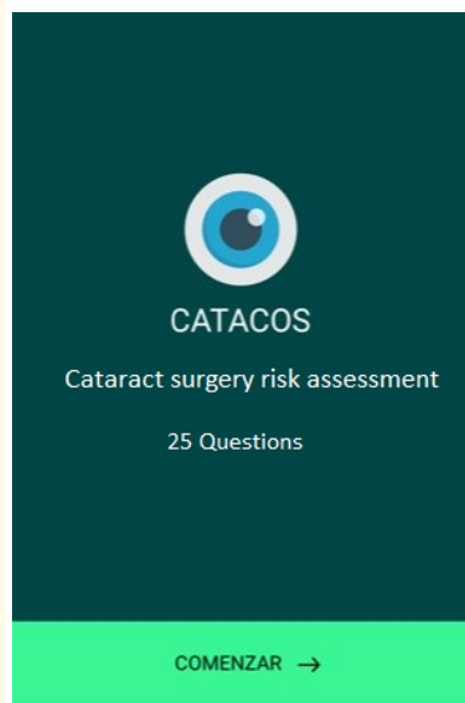 CATACOS
Cataract surgery risk assessment
25 Questions
COMENZAR →